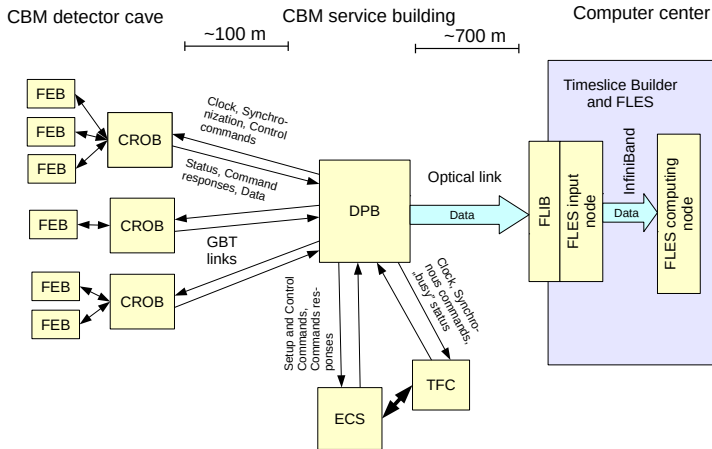 CBM detector cave
CBM service building
Computer center
~100 m
~700 m
FEB
FEB
FEB
CROB
Clock, Synchro-
nization, Control
commands
Status, Command
responses, Data
FEB
CROB
GBT
links
FEB
FEB
CROB
DPB
Optical link
Data
Timeslice Builder
and FLES
FLIB
FLES input
node
InfiniBand
Data
FLES computing
node
Setup and Control
Commands,
Commands res-
ponses
Clock, Synchro-
nous commands,
„busy” status
ECS
TFC